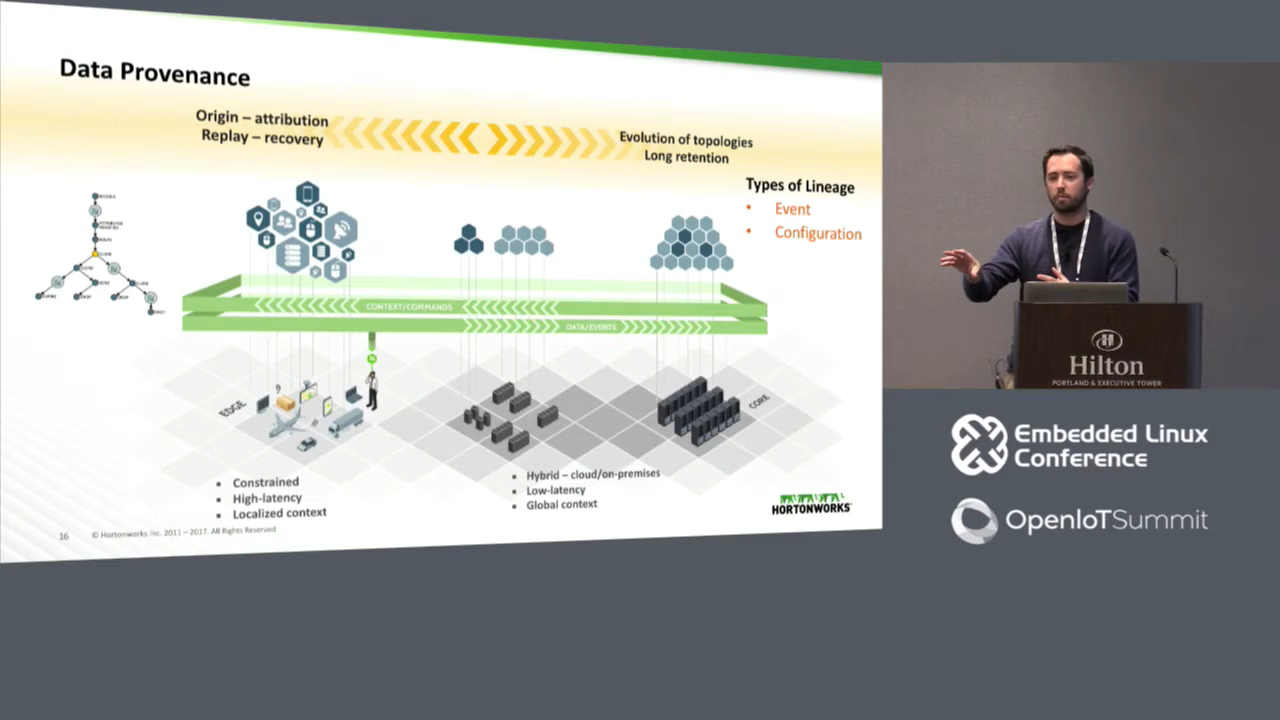 Data Provenance
Origin – attribution
Replay – recovery
Evolution of topologies
Long retention
Types of Lineage
• Event
• Configuration
CONTEXT/COMMANDS
DATA/EVENTS
EDGE
CORE
▪ Constrained
▪ High-latency
▪ Localized context
▪ Hybrid – cloud/on-premises
▪ Low-latency
▪ Global context
HORTONWORKS
16 © Hortonworks Inc. 2011 – 2017. All Rights Reserved
Hilton
PORTLAND & EXECUTIVE TOWER
Embedded Linux
Conference
OpenIoTSummit